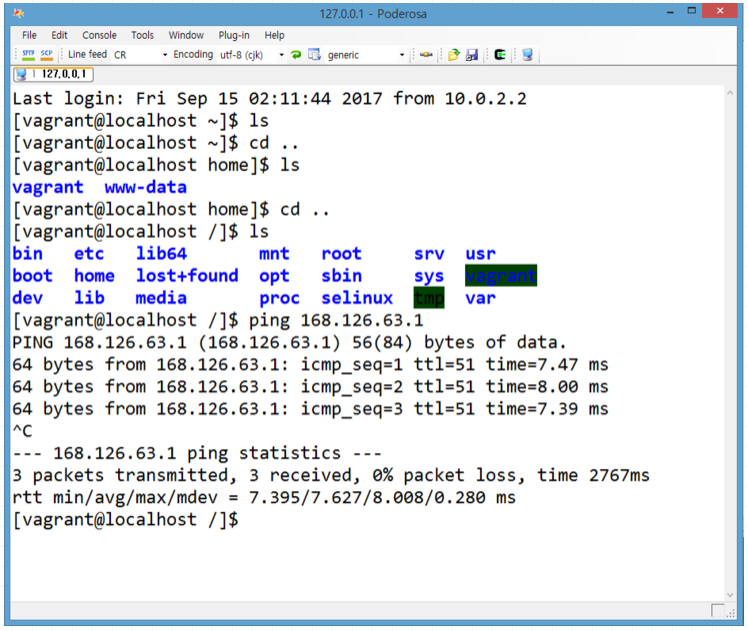 127.0.0.1 - Poderosa
File Edit Console Tools Window Plug-in Help
SFTP SCP Line feed CR Encoding utf-8 (cjk) generic
1 127.0.0.1
Last login: Fri Sep 15 02:11:44 2017 from 10.0.2.2
[vagrant@localhost ~]$ ls
[vagrant@localhost ~]$ cd ..
[vagrant@localhost home]$ ls
vagrant www-data
[vagrant@localhost home]$ cd ..
[vagrant@localhost /]$ ls
bin etc lib64 mnt root srv usr
boot home lost+found opt sbin sys vagrant
dev lib media proc selinux tmp var
[vagrant@localhost /]$ ping 168.126.63.1
PING 168.126.63.1 (168.126.63.1) 56(84) bytes of data.
64 bytes from 168.126.63.1: icmp_seq=1 ttl=51 time=7.47 ms
64 bytes from 168.126.63.1: icmp_seq=2 ttl=51 time=8.00 ms
64 bytes from 168.126.63.1: icmp_seq=3 ttl=51 time=7.39 ms
^C
--- 168.126.63.1 ping statistics ---
3 packets transmitted, 3 received, 0% packet loss, time 2767ms
rtt min/avg/max/mdev = 7.395/7.627/8.008/0.280 ms
[vagrant@localhost /]$